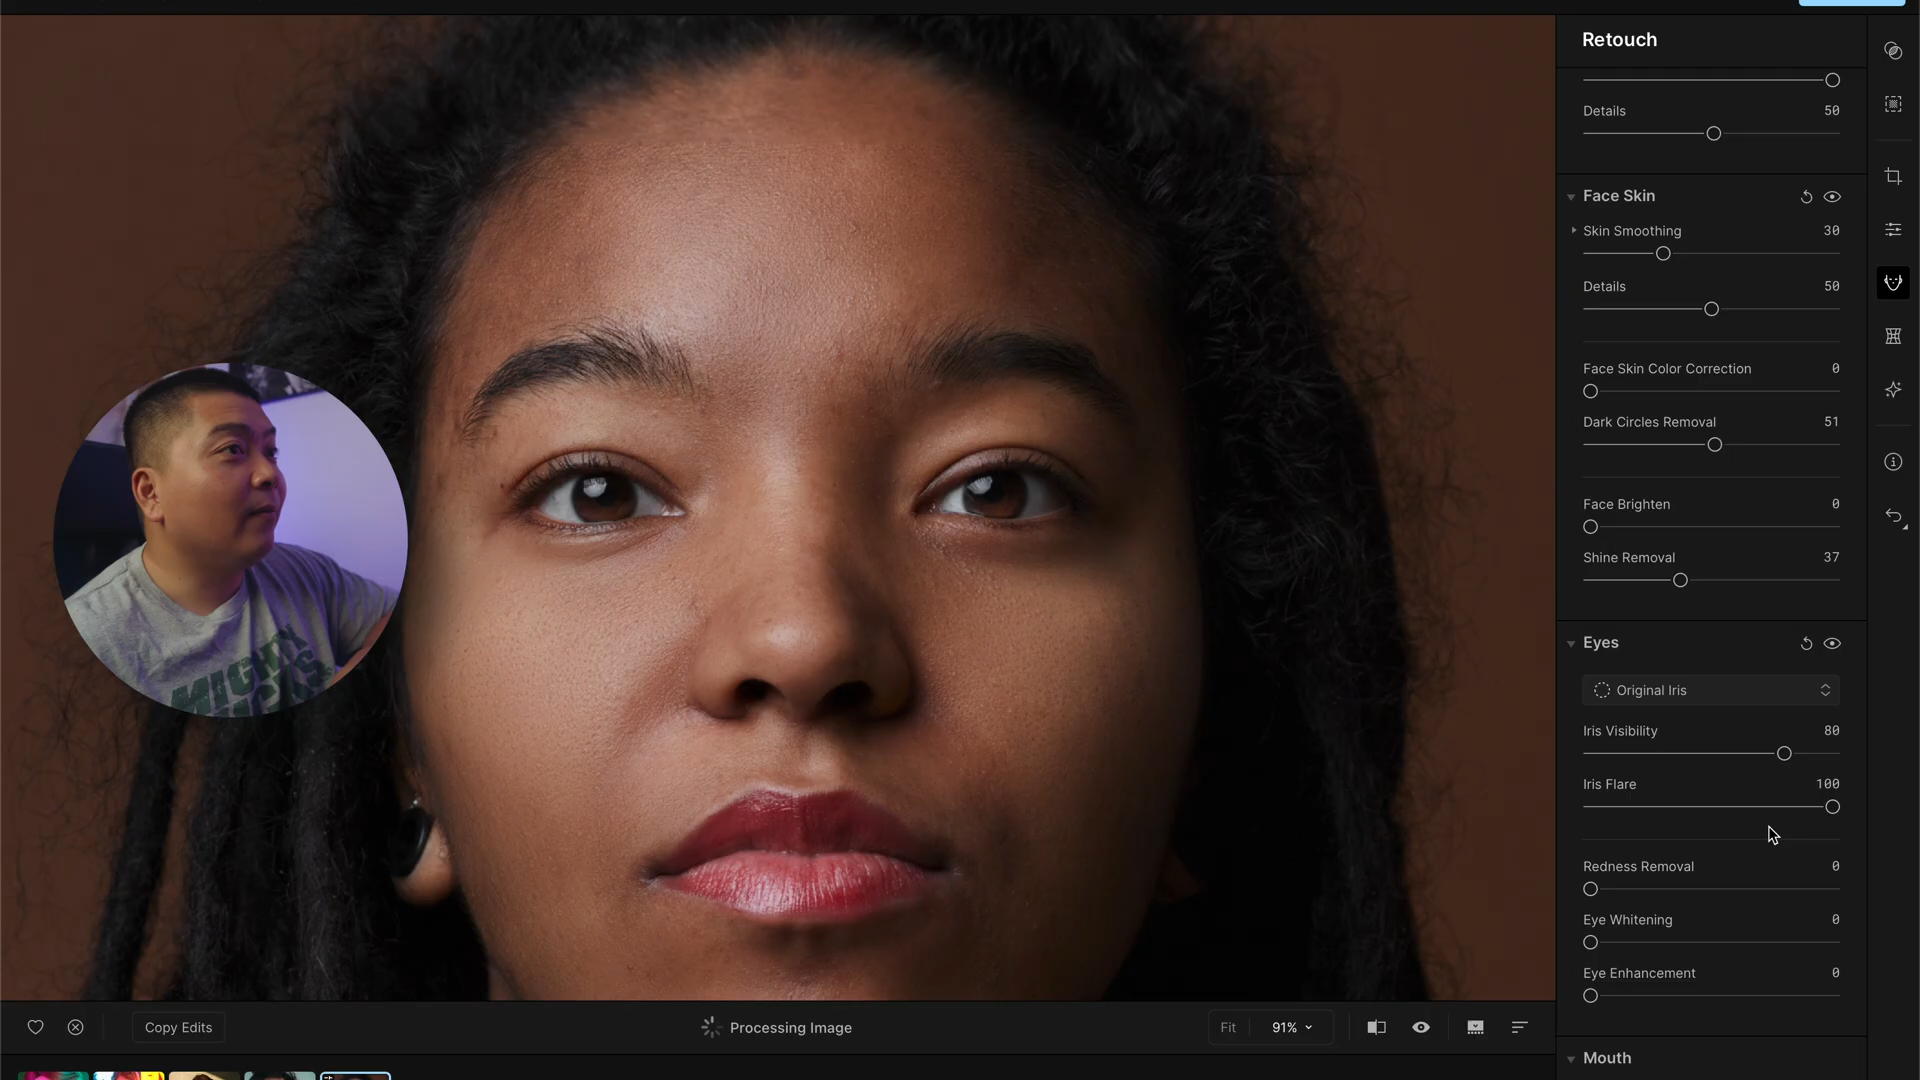 Retouch
Details 50
Face Skin
Skin Smoothing 30
Details 50
Face Skin Color Correction 0
Dark Circles Removal 51
Face Brighten 0
Shine Removal 37
Eyes
Original Iris
Iris Visibility 80
Iris Flare 100
Redness Removal 0
Eye Whitening 0
Eye Enhancement 0
Mouth
MIGHTY
Copy Edits
Processing Image
Fit
91%